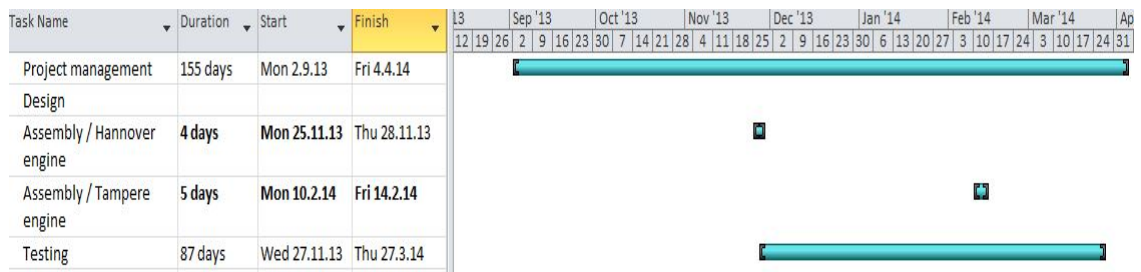 Task Name Duration Start Finish 13 Sep '13 Oct '13 Nov '13 Dec '13 Jan '14 Feb '14 Mar '14 Ap
12 19 26 2 9 16 23 30 7 14 21 28 4 11 18 25 2 9 16 23 30 6 13 20 27 3 10 17 24 3 10 17 24 31
Project management 155 days Mon 2.9.13 Fri 4.4.14
Design
Assembly / Hannover 4 days Mon 25.11.13 Thu 28.11.13
engine
Assembly / Tampere 5 days Mon 10.2.14 Fri 14.2.14
engine
Testing 87 days Wed 27.11.13 Thu 27.3.14